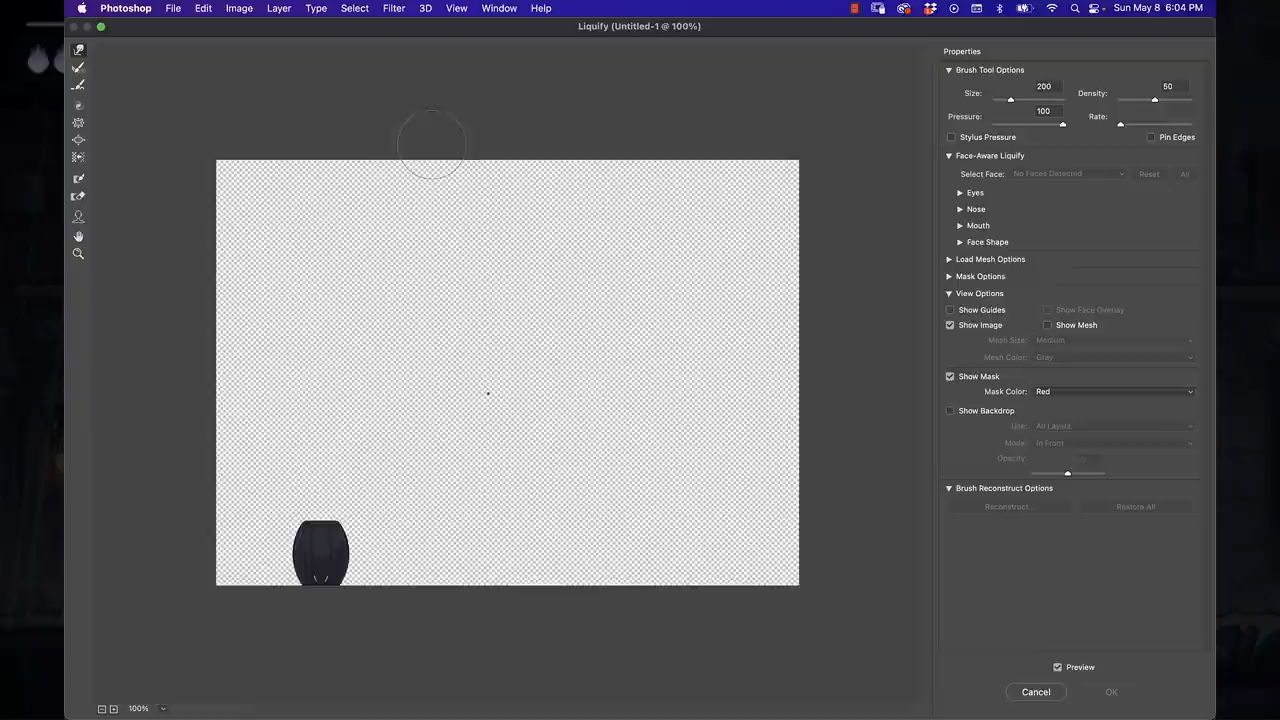 Photoshop File Edit Image Layer Type Select Filter 3D View Window Help Sun May 8 6:04 PM
Liquify (Untitled-1 @ 100%)
Properties
Brush Tool Options
Size: 200 Density: 50
Pressure: 100 Rate:
Stylus Pressure Pin Edges
Face-Aware Liquify
Select Face: No Faces Detected Reset All
Eyes
Nose
Mouth
Face Shape
Load Mesh Options
Mask Options
View Options
Show Guides Show Face Overlay
Show Image Show Mesh
Mesh Size: Medium
Mesh Color: Gray
Show Mask
Mask Color: Red
Show Backdrop
Use: All Layers
Mode: In Front
Opacity:
Brush Reconstruct Options
Reconstruct... Restore All
Preview
Cancel OK
100%